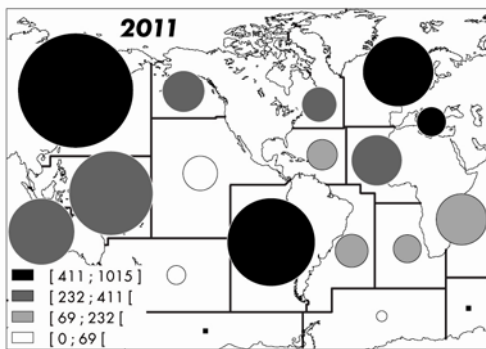 2011
[ 411 ; 1015 ]
[ 232 ; 411 [
[ 69 ; 232 [
[ 0 ; 69 [